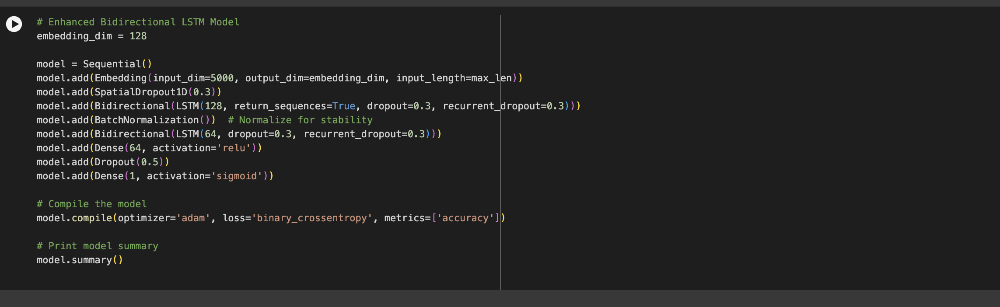 # Enhanced Bidirectional LSTM Model
embedding_dim = 128
model = Sequential()
model.add(Embedding(input_dim=5000, output_dim=embedding_dim, input_length=max_len))
model.add(SpatialDropout1D(0.3))
model.add(Bidirectional(LSTM(128, return_sequences=True, dropout=0.3, recurrent_dropout=0.3)))
model.add(BatchNormalization())  # Normalize for stability
model.add(Bidirectional(LSTM(64, dropout=0.3, recurrent_dropout=0.3)))
model.add(Dense(64, activation='relu'))
model.add(Dropout(0.5))
model.add(Dense(1, activation='sigmoid'))
# Compile the model
model.compile(optimizer='adam', loss='binary_crossentropy', metrics=['accuracy'])
# Print model summary
model.summary()